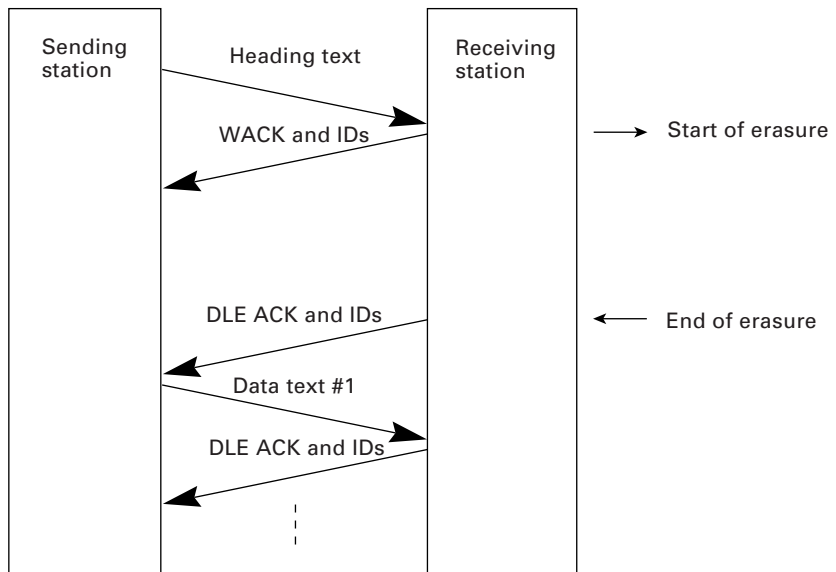 Sending
station
Heading text
Receiving
station
WACK and IDs
Start of erasure
DLE ACK and IDs
End of erasure
Data text #1
DLE ACK and IDs